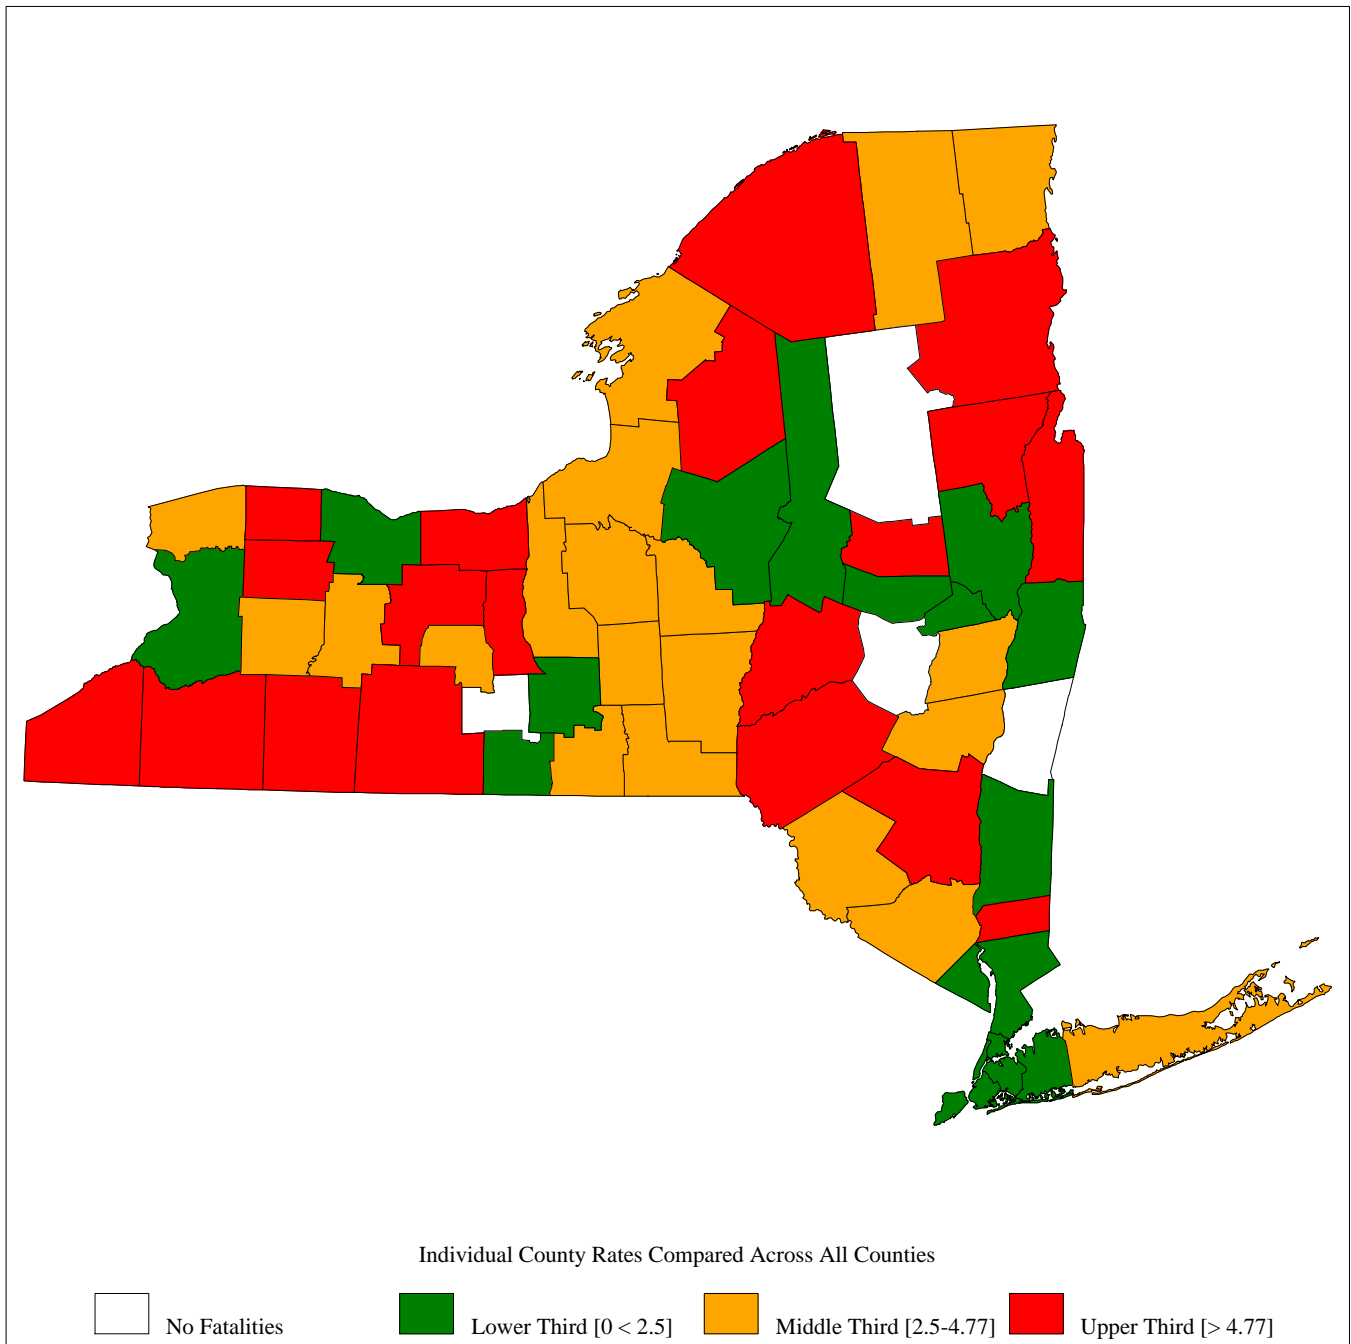 Individual County Rates Compared Across All Counties
No Fatalities Lower Third [0 < 2.5] Middle Third [2.5-4.77] Upper Third [> 4.77]